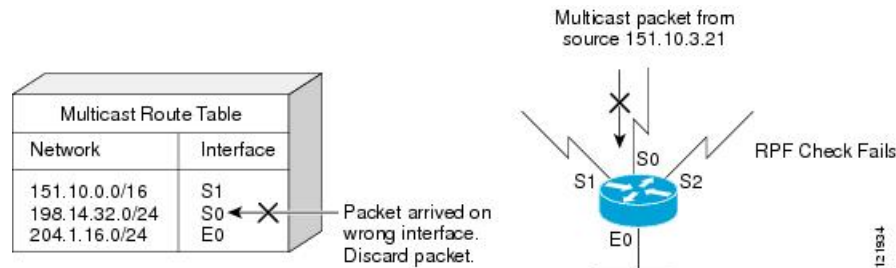 Multicast packet from
source 151.10.3.21
Multicast Route Table
Network Interface
151.10.0.0/16 S1
198.14.32.0/24 S0
204.1.16.0/24 E0
Packet arrived on
wrong interface.
Discard packet.
RPF Check Fails
S0
S1
S2
E0
121934